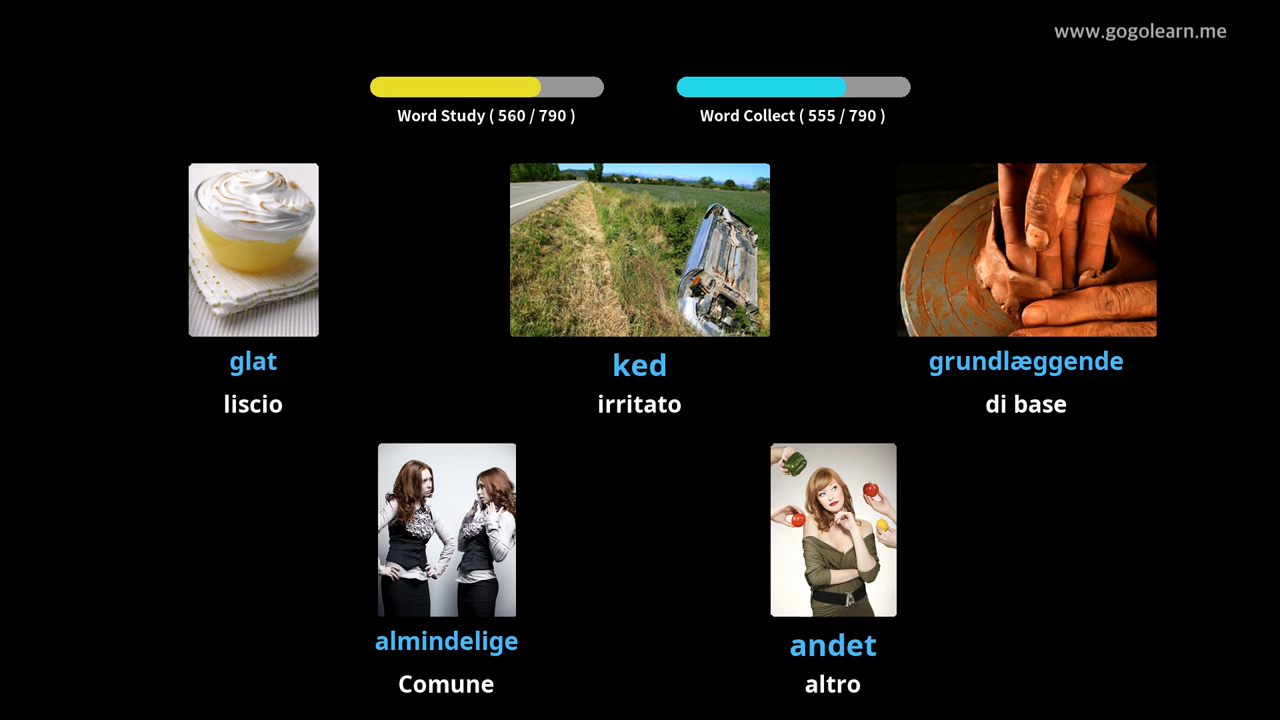 www.gogolearn.me
Word Study ( 560 / 790 )
Word Collect ( 555 / 790 )
glat
liscio
ked
irritato
grundlæggende
di base
almindelige
Comune
andet
altro